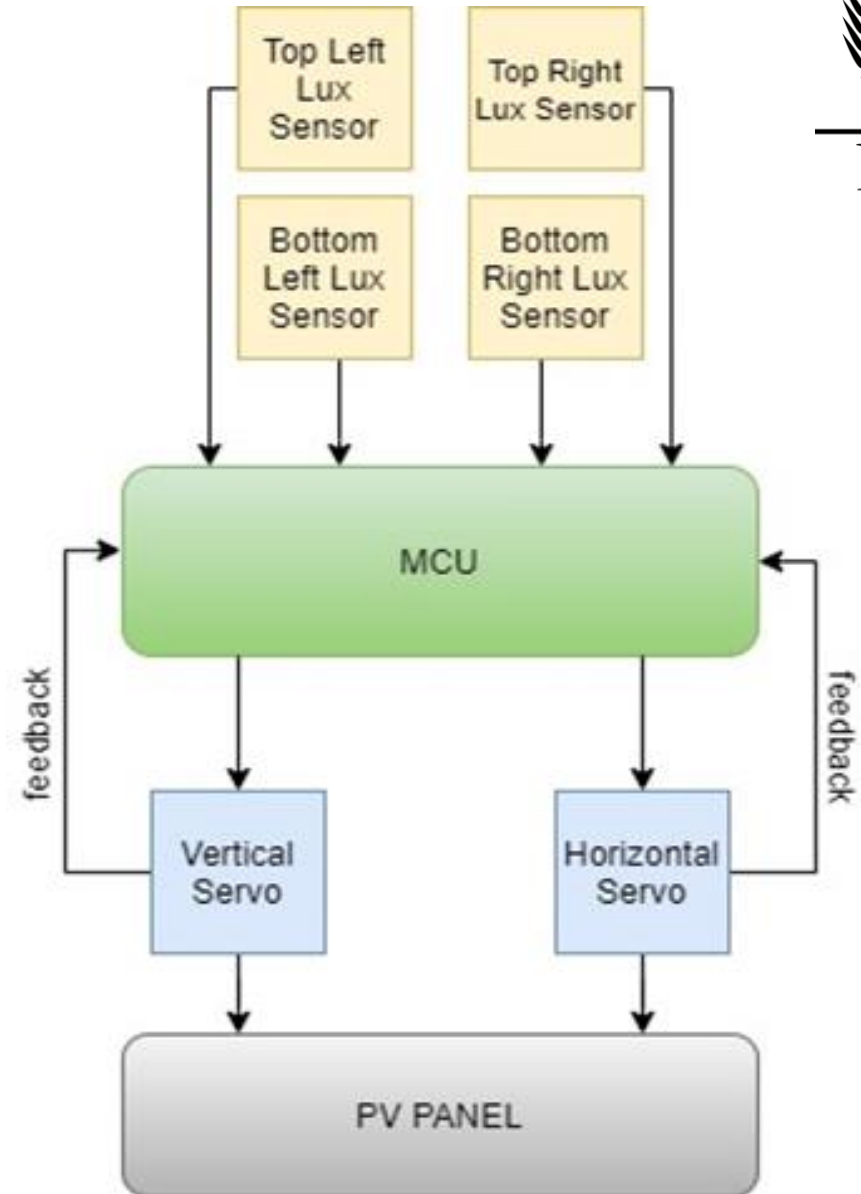 Top Left
Lux
Sensor
Top Right
Lux Sensor
Bottom
Left Lux
Sensor
Bottom
Right Lux
Sensor
MCU
feedback
feedback
Vertical
Servo
Horizontal
Servo
PV PANEL